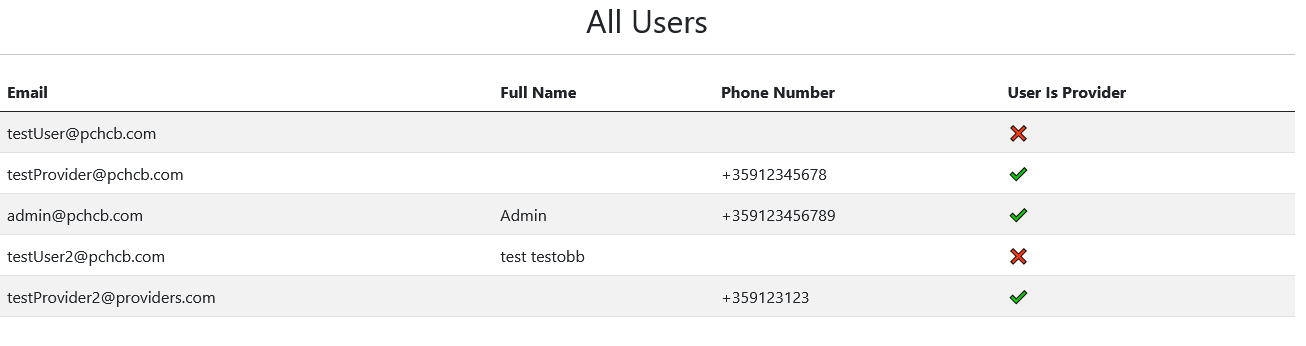 All Users
Email Full Name Phone Number User Is Provider
testUser@pchcb.com
testProvider@pchcb.com +35912345678
admin@pchcb.com Admin +359123456789
testUser2@pchcb.com test testobb
testProvider2@providers.com +359123123